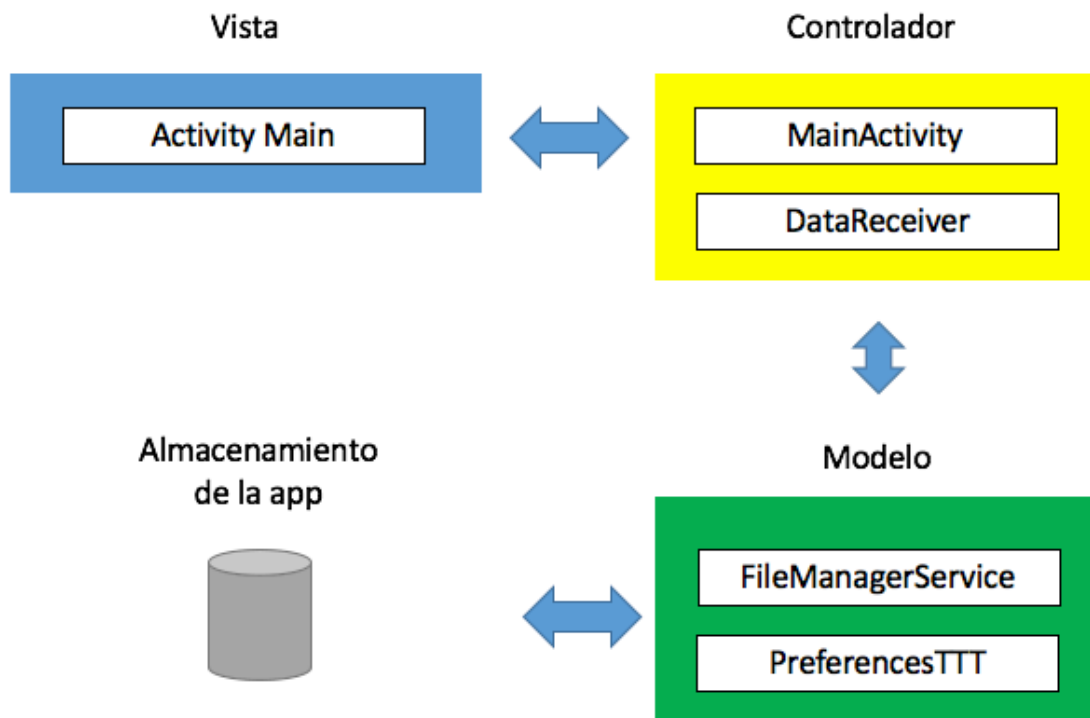 Vista
Controlador
Activity Main
MainActivity
DataReceiver
Almacenamiento
de la app
Modelo
FileManagerService
PreferencesTTT